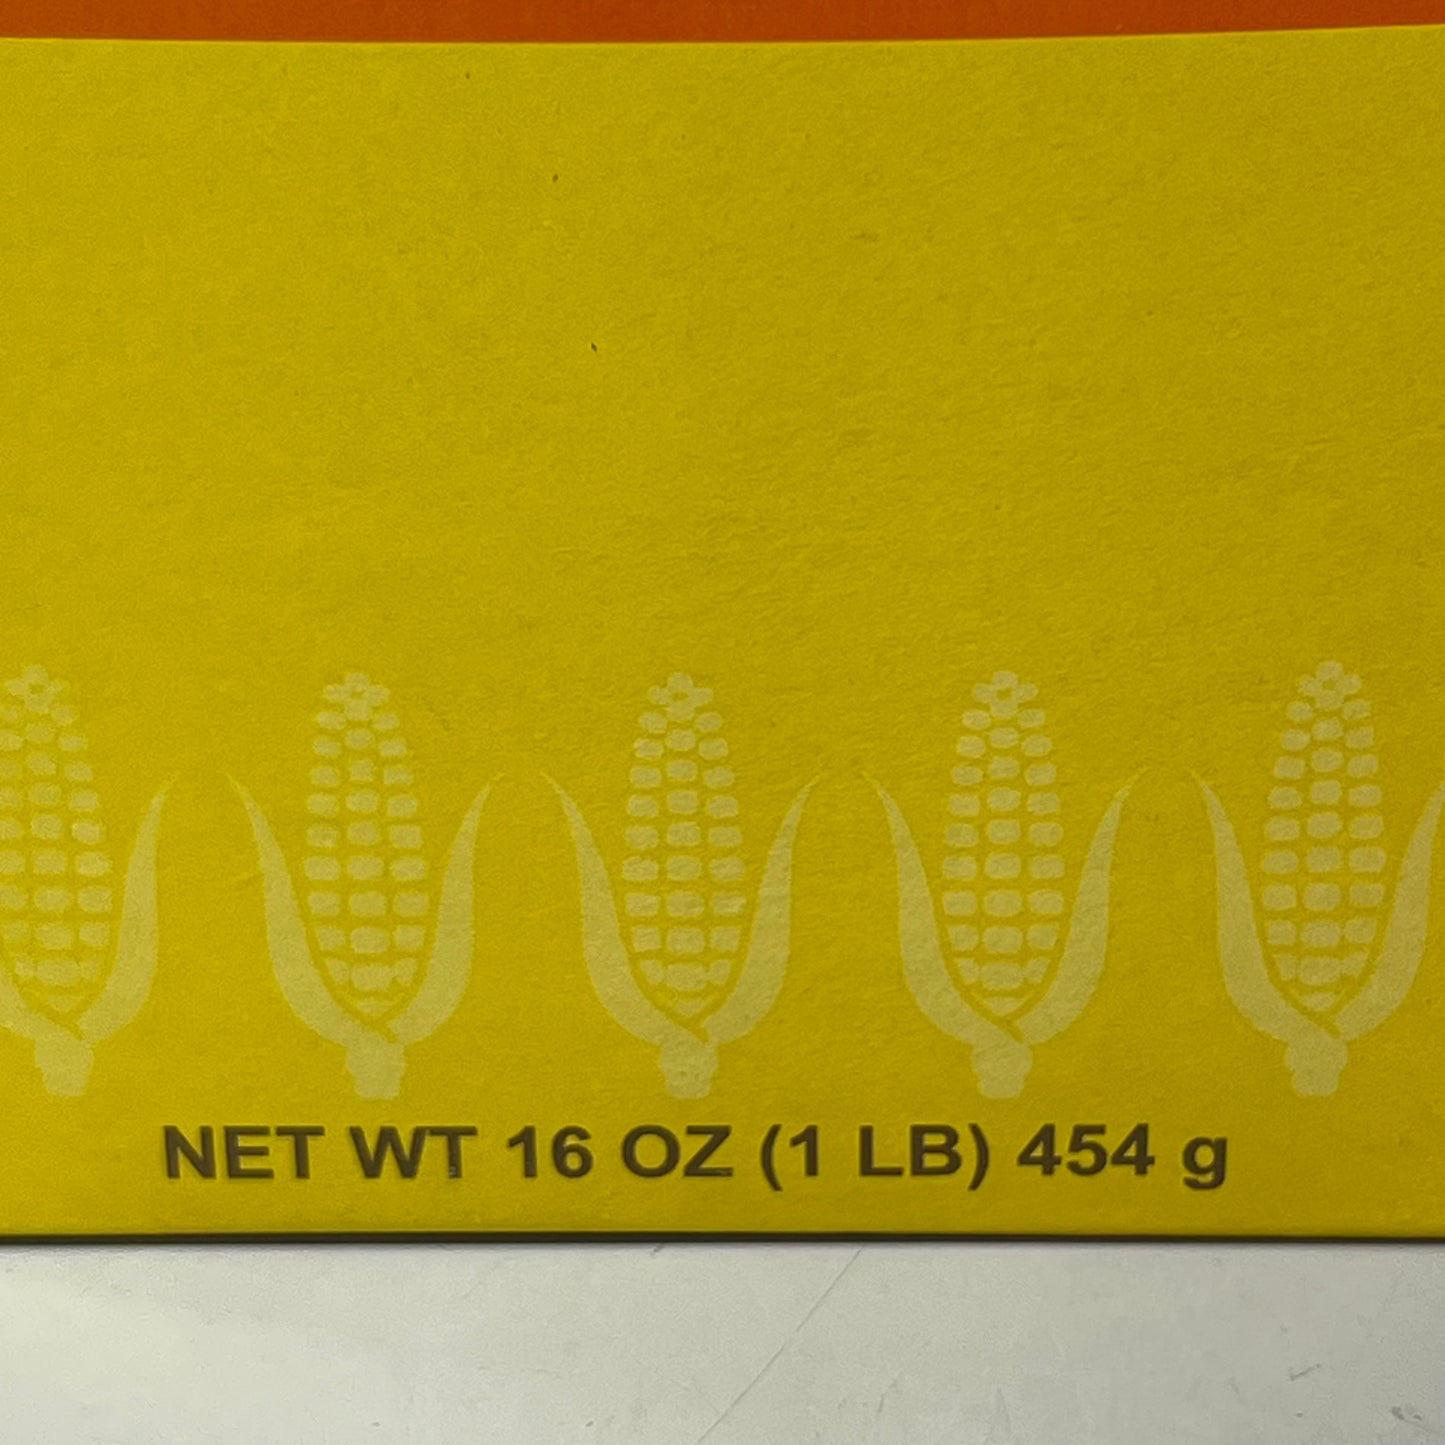 NET WT 16 OZ (1 LB) 454 g